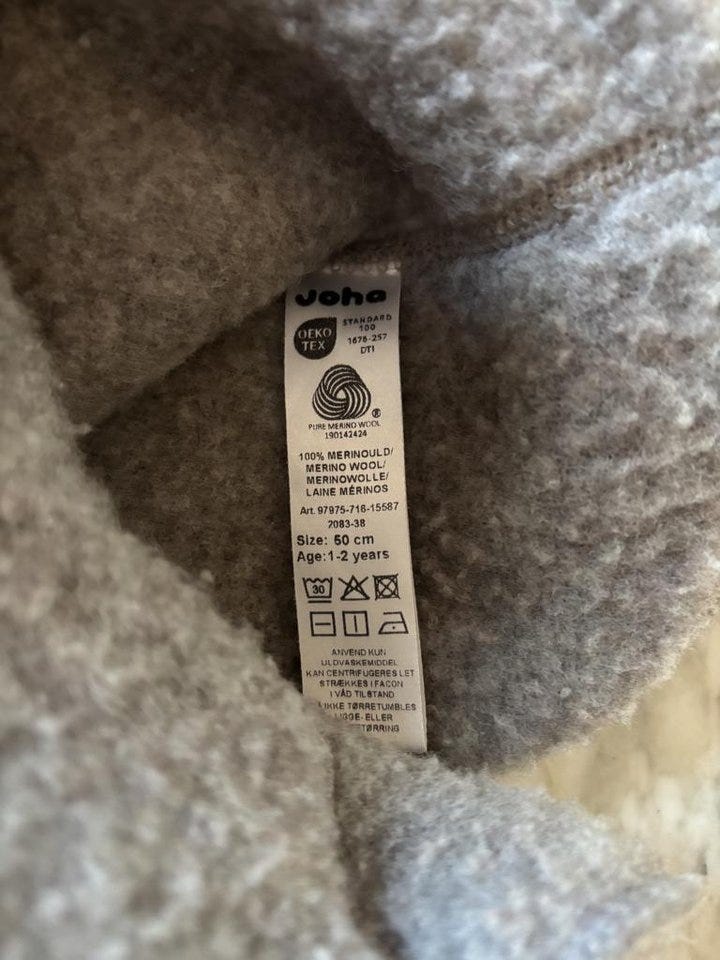 Joha
OEKO
TEX
STANDARD
100
1676-257
DTI
®
PURE MERINO WOOL
190142424
100% MERINOULD/
MERINO WOOL/
MERINOWOLLE/
LAINE MÉRINOS
Art. 97975-716-15587
2083-38
Size: 50 cm
Age:1-2 years
30
ANVEND KUN
ULDVASKEMIDDEL
KAN CENTRIFUGERES LET
STRÆKKES I FACON
I VÅD TILSTAND
IKKE TØRRETUMBLES
LIGGE- ELLER
TØRRING